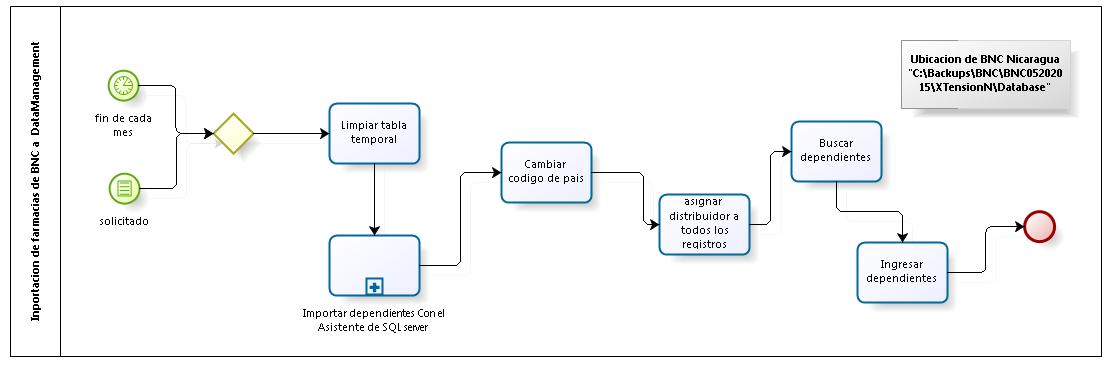 Inportacion de farmacias de BNC a DataManagement
fin de cada
mes
solicitado
Limpiar tabla
temporal
Importar dependientes Con el
Asistente de SQL server
Cambiar
codigo de pais
asignar
distribuidor a
todos los
registros
Buscar
dependientes
Ingresar
dependientes
Ubicacion de BNC Nicaragua
"C:\Backups\BNC\BNC052020
15\XTensionN\Database"